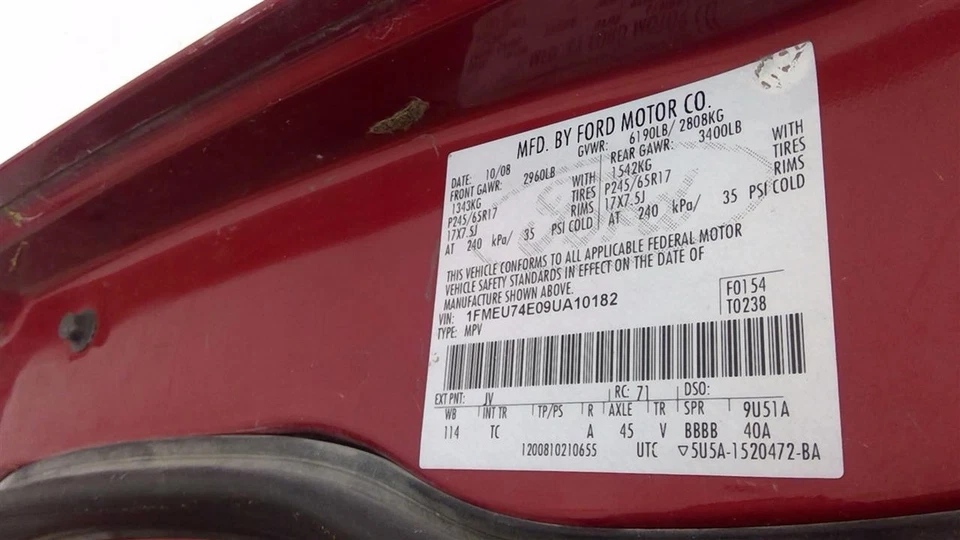 MFD. BY FORD MOTOR CO.
DATE: 10/08 GVWR: 6190LB/ 2808KG
FRONT GAWR: 2960LB REAR GAWR: 3400LB
1343KG WITH 1542KG WITH
P245/65R17 TIRES P245/65R17 TIRES
17X7.5J RIMS 17X7.5J RIMS
AT 240 kPa/ 35 PSI COLD AT 240 kPa/ 35 PSI COLD
THIS VEHICLE CONFORMS TO ALL APPLICABLE FEDERAL MOTOR
VEHICLE SAFETY STANDARDS IN EFFECT ON THE DATE OF
MANUFACTURE SHOWN ABOVE.
VIN: 1FMEU74E09UA10182 F0154
TYPE: MPV T0238
EXT PNT: JV RC: 71 DSO:
WB INT TR TP/PS R AXLE TR SPR 9U51A
114 TC A 45 V BBBB 40A
1200810210655 UTC ▽5U5A-1520472-BA